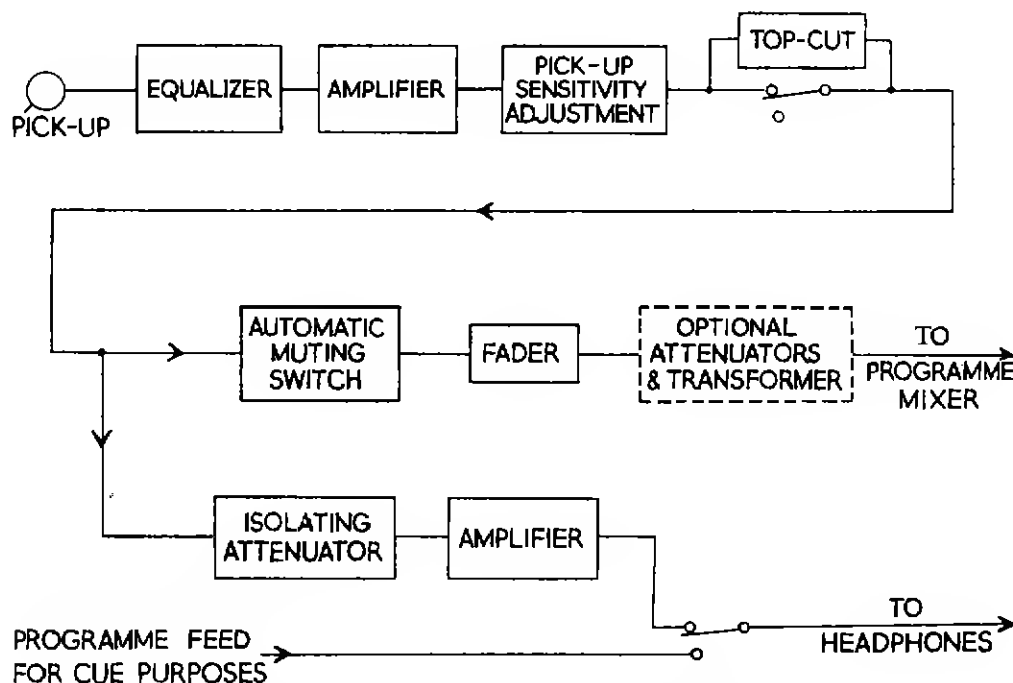 TOP-CUT
PICK-UP
EQUALIZER
AMPLIFIER
PICK-UP
SENSITIVITY
ADJUSTMENT
AUTOMATIC
MUTING
SWITCH
FADER
OPTIONAL
ATTENUATORS
& TRANSFORMER
TO
PROGRAMME
MIXER
ISOLATING
ATTENUATOR
AMPLIFIER
PROGRAMME FEED
FOR CUE PURPOSES
TO
HEADPHONES